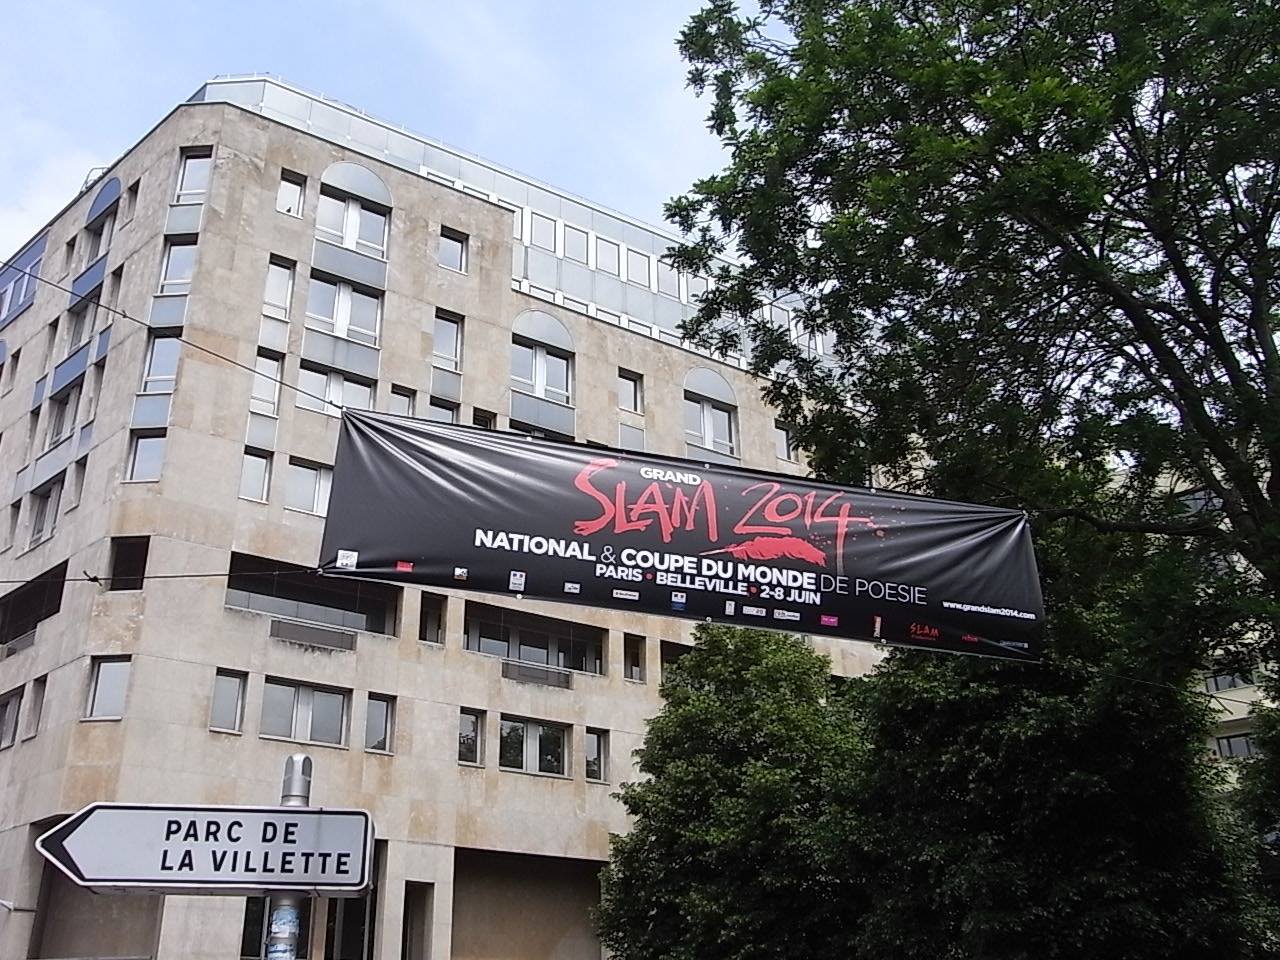 GRAND
SLAM 2014
NATIONAL & COUPE DU MONDE DE POESIE
PARIS • BELLEVILLE • 2-8 JUIN
www.grandslam2014.com
SLAM
PARC DE
LA VILLETTE